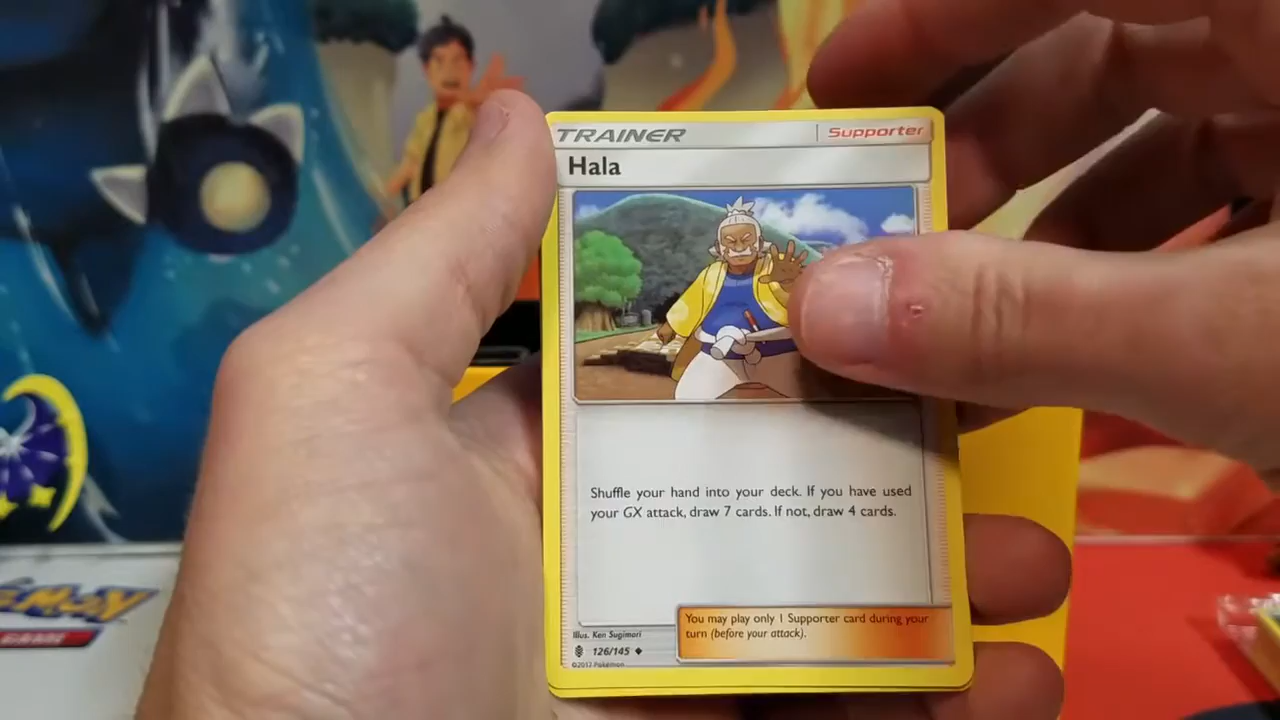 TRAINER Supporter
Hala
Shuffle your hand into your deck. If you have used
your GX attack, draw 7 cards. If not, draw 4 cards.
You may play only 1 Supporter card during your
turn (before your attack).
Illus. Ken Sugimori
126/145
©2017 Pokémon
GAME